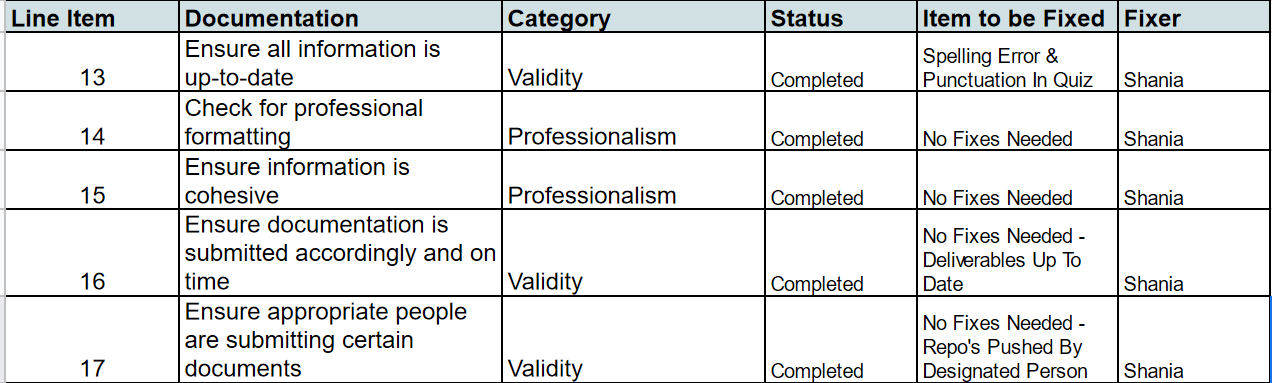 Line Item Documentation Category Status Item to be Fixed Fixer
13 Ensure all information is up-to-date Validity Completed Spelling Error & Punctuation In Quiz Shania
14 Check for professional formatting Professionalism Completed No Fixes Needed Shania
15 Ensure information is cohesive Professionalism Completed No Fixes Needed Shania
16 Ensure documentation is submitted accordingly and on time Validity Completed No Fixes Needed - Deliverables Up To Date Shania
17 Ensure appropriate people are submitting certain documents Validity Completed No Fixes Needed - Repo's Pushed By Designated Person Shania